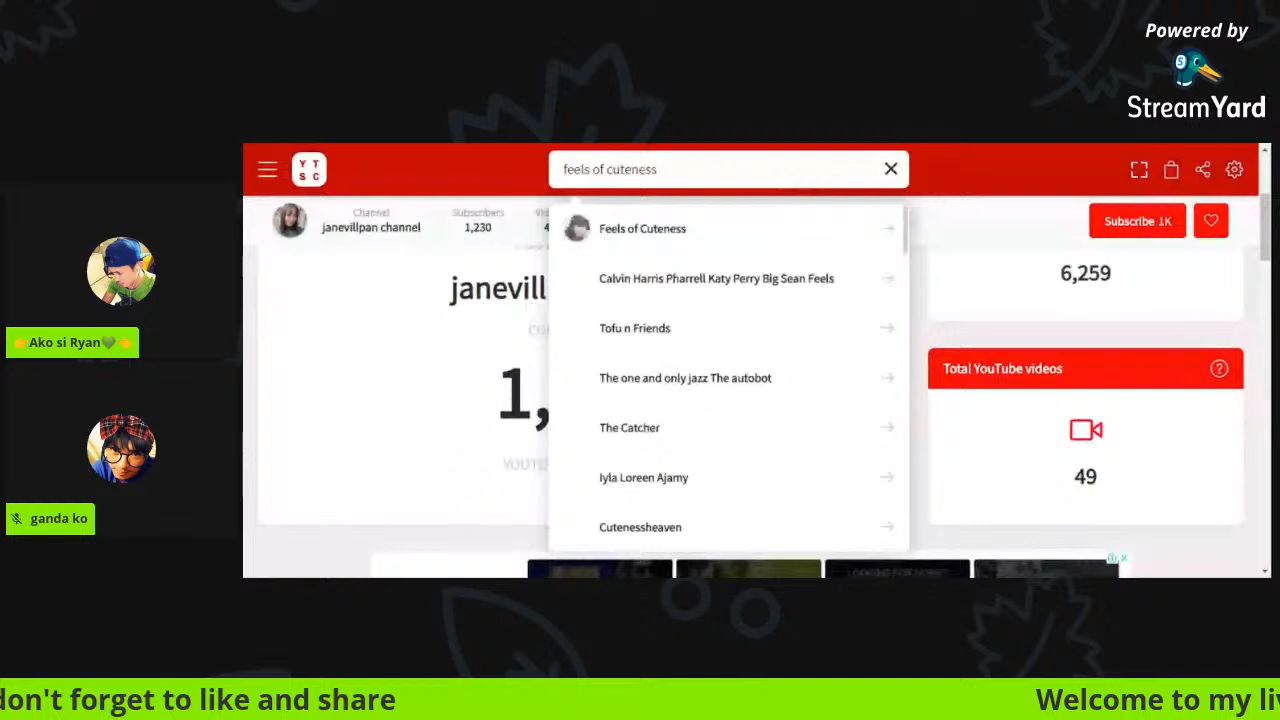 Powered by
StreamYard
Y T
S C
feels of cuteness
Channel
janevillpan channel
Subscribers
1,230
Subscribe 1K
Feels of Cuteness
Calvin Harris Pharrell Katy Perry Big Sean Feels
Tofu n Friends
The one and only jazz The autobot
The Catcher
Iyla Loreen Ajamy
Cutenessheaven
janevill
1,
YOUTU
6,259
Total YouTube videos
?
49
👉Ako si Ryan💚👈
ganda ko
don't forget to like and share
Welcome to my liv